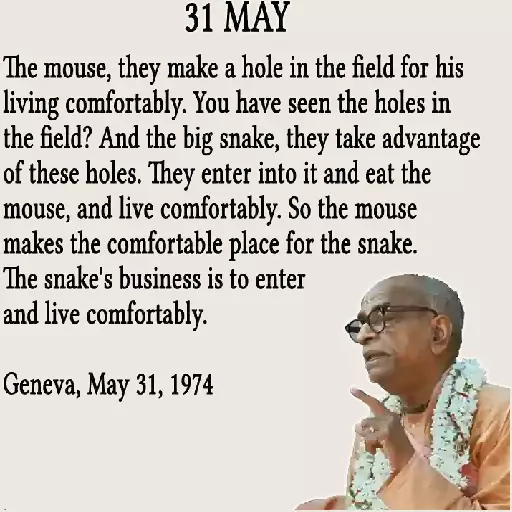 31 MAY
The mouse, they make a hole in the field for his
living comfortably. You have seen the holes in
the field? And the big snake, they take advantage
of these holes. They enter into it and eat the
mouse, and live comfortably. So the mouse
makes the comfortable place for the snake.
The snake's business is to enter
and live comfortably.
Geneva, May 31, 1974